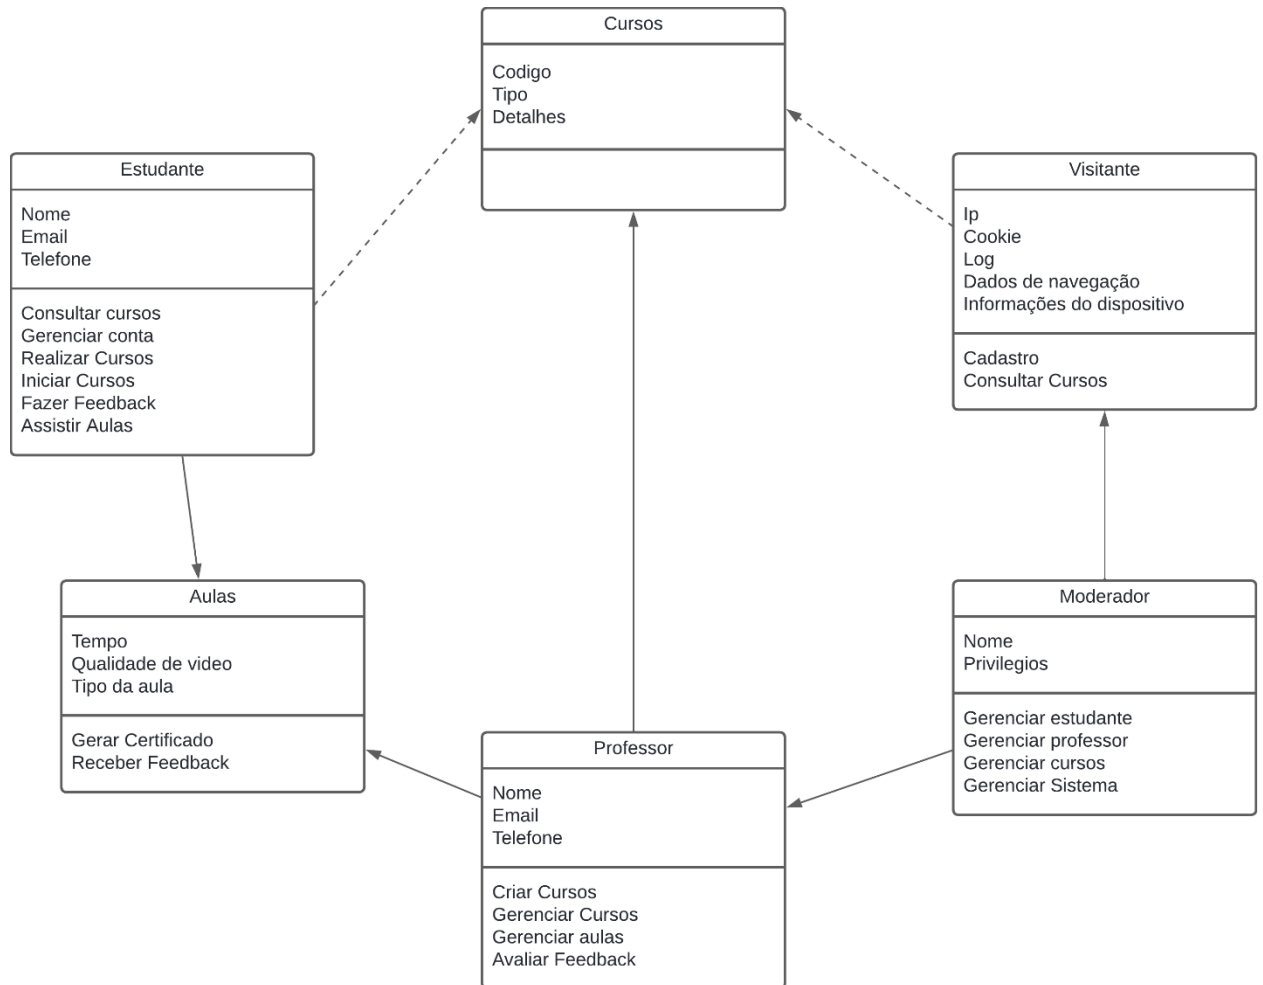 Cursos
Codigo
Tipo
Detalhes
Estudante
Nome
Email
Telefone
Consultar cursos
Gerenciar conta
Realizar Cursos
Iniciar Cursos
Fazer Feedback
Assistir Aulas
Visitante
Ip
Cookie
Log
Dados de navegação
Informações do dispositivo
Cadastro
Consultar Cursos
Aulas
Tempo
Qualidade de video
Tipo da aula
Gerar Certificado
Receber Feedback
Professor
Nome
Email
Telefone
Criar Cursos
Gerenciar Cursos
Gerenciar aulas
Avaliar Feedback
Moderador
Nome
Privilegios
Gerenciar estudante
Gerenciar professor
Gerenciar cursos
Gerenciar Sistema